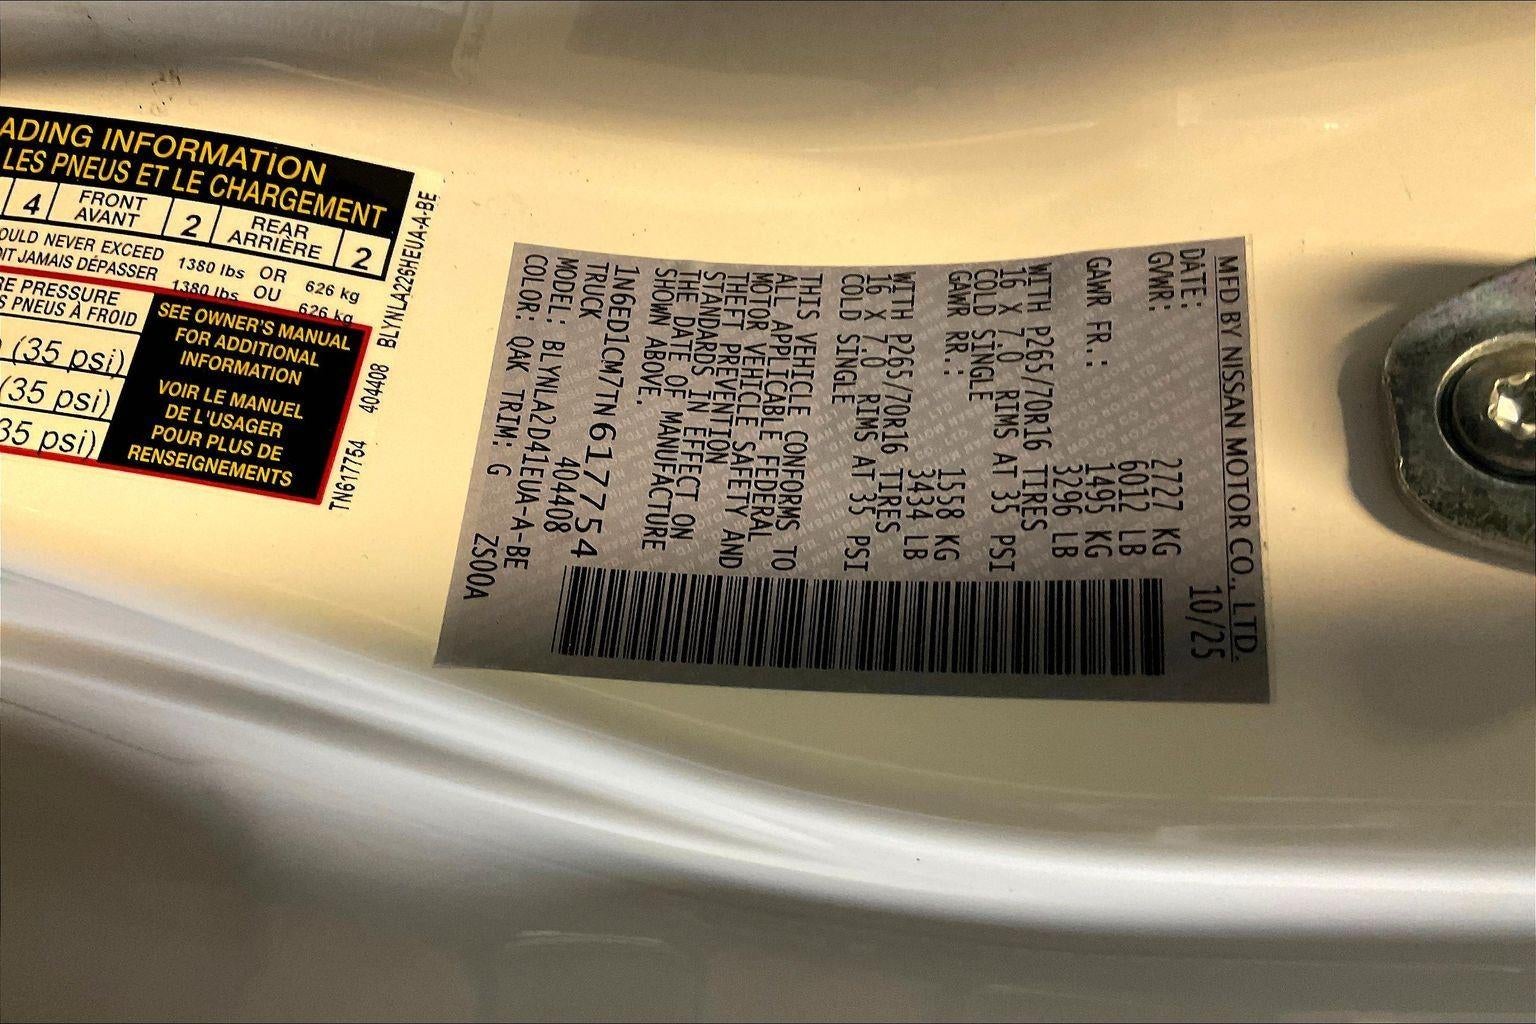 ADING INFORMATION
LES PNEUS ET LE CHARGEMENT
4 FRONT AVANT 2 REAR ARRIÈRE 2
OULD NEVER EXCEED 1380 lbs OR 626 kg
IT JAMAIS DÉPASSER 1380 lbs OU 626 kg
RE PRESSURE
S PNEUS À FROID
(35 psi)
(35 psi)
35 psi)
SEE OWNER'S MANUAL
FOR ADDITIONAL
INFORMATION
VOIR LE MANUEL
DE L'USAGER
POUR PLUS DE
RENSEIGNEMENTS
TN617754 404408 BLYNLA226HEUA-A-BE
MFD BY NISSAN MOTOR CO., LTD.
DATE: 10/25
GVWR: 2727 KG
6012 LB
GAWR FR.: 1495 KG
3296 LB
WITH P265/70R16 TIRES
16 X 7.0 RIMS AT 35 PSI
COLD SINGLE
GAWR RR.: 1558 KG
3434 LB
WITH P265/70R16 TIRES
16 X 7.0 RIMS AT 35 PSI
COLD SINGLE
THIS VEHICLE CONFORMS TO
ALL APPLICABLE FEDERAL
MOTOR VEHICLE SAFETY AND
THEFT PREVENTION
STANDARDS IN EFFECT ON
THE DATE OF MANUFACTURE
SHOWN ABOVE.
1N6ED1CM7TN617754
TRUCK 404408
MODEL: BLYNLA2D41EUA-A-BE
COLOR: QAK TRIM: G ZS00A